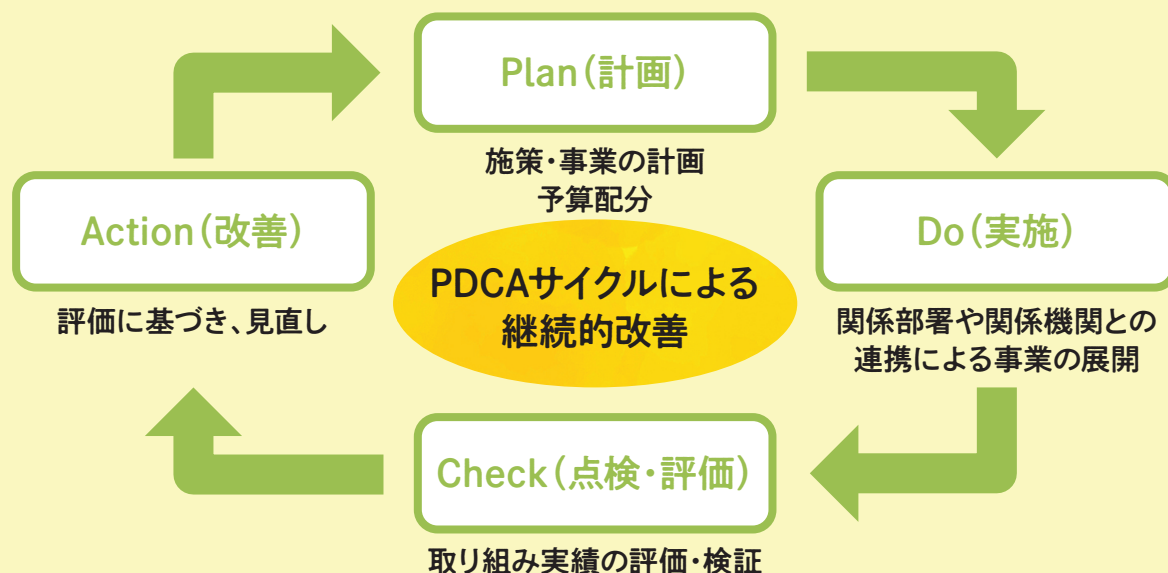 Plan(計画)
施策・事業の計画
予算配分
Do(実施)
関係部署や関係機関との
連携による事業の展開
Check(点検・評価)
取り組み実績の評価・検証
Action(改善)
評価に基づき、見直し
PDCAサイクルによる
継続的改善